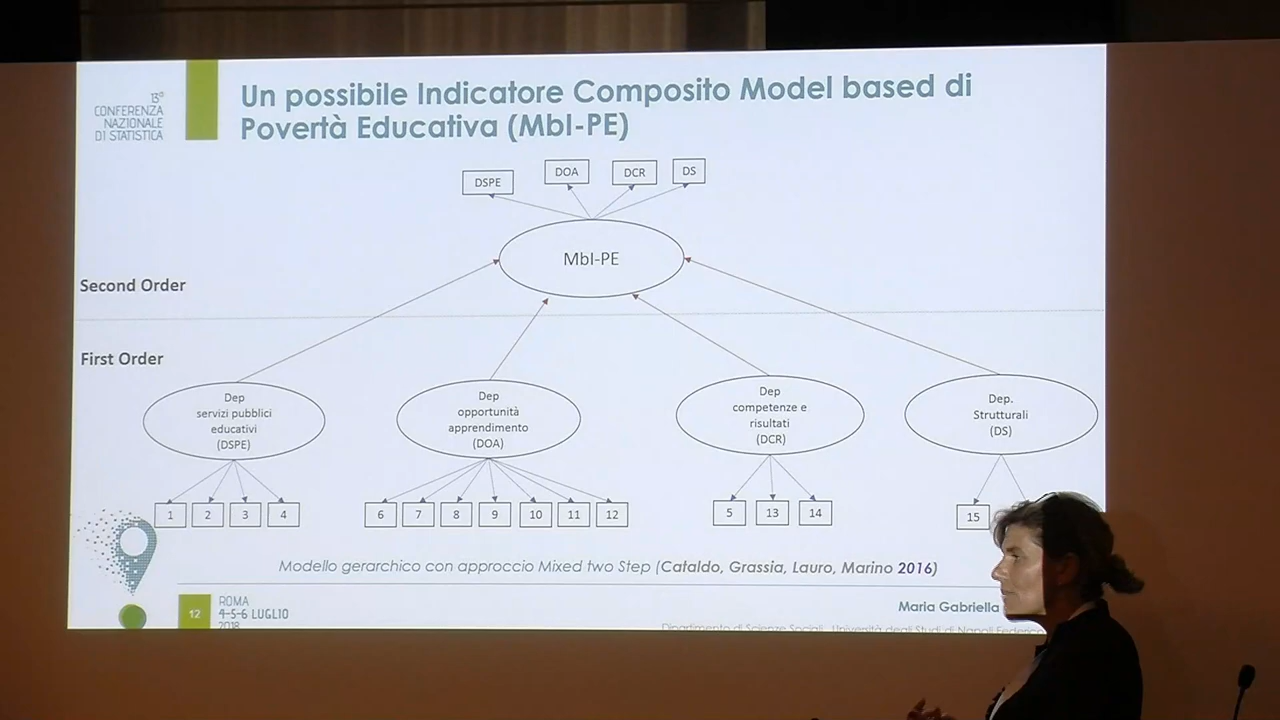 13ª
CONFERENZA
NAZIONALE
DI STATISTICA
Un possibile Indicatore Composito Model based di
Povertà Educativa (MbI-PE)
DSPE
DOA
DCR
DS
MbI-PE
Second Order
First Order
Dep
servizi pubblici
educativi
(DSPE)
Dep
opportunità
apprendimento
(DOA)
Dep
competenze e
risultati
(DCR)
Dep.
Strutturali
(DS)
1 2 3 4
6 7 8 9 10 11 12
5 13 14
15
Modello gerarchico con approccio Mixed two Step (Cataldo, Grassia, Lauro, Marino 2016)
12
ROMA
4-5-6 LUGLIO
2018
Maria Gabriella
Dipartimento di Scienze Sociali, Università degli Studi di Napoli